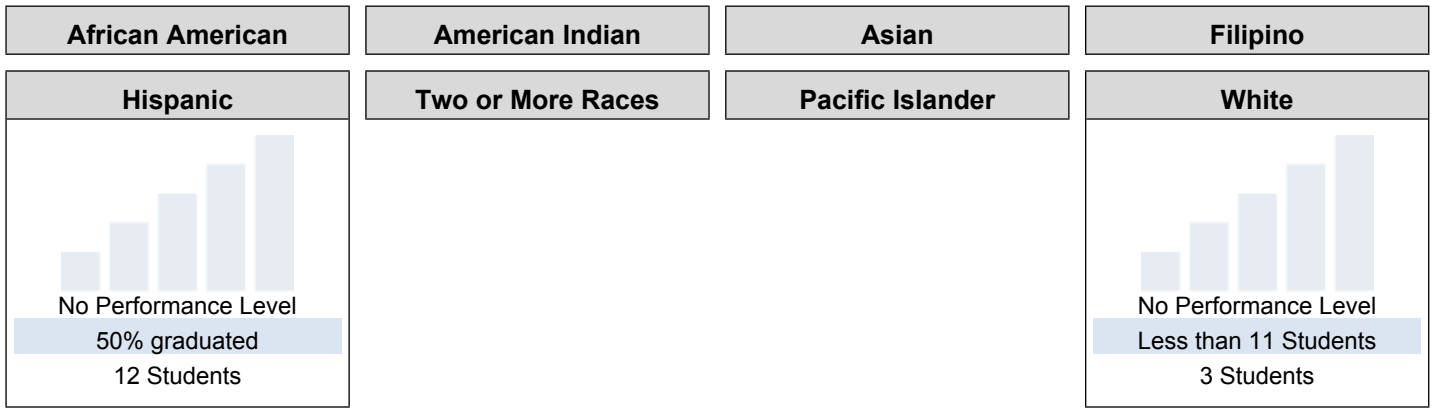 African American
American Indian
Asian
Filipino
Hispanic
Two or More Races
Pacific Islander
White
No Performance Level
50% graduated
12 Students
No Performance Level
Less than 11 Students
3 Students